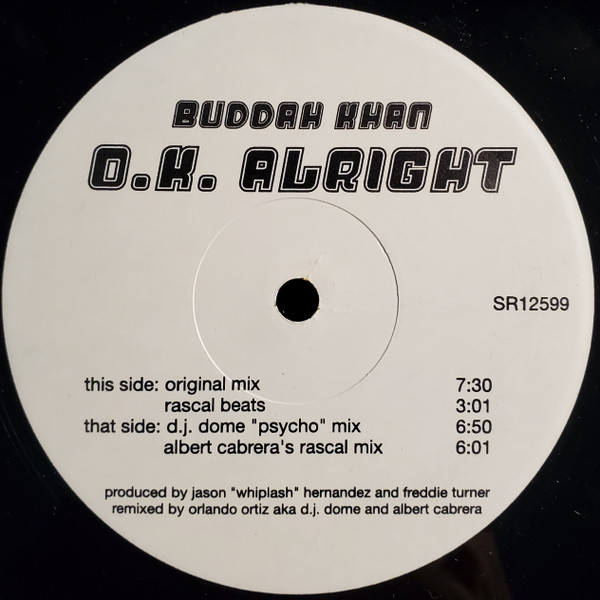 BUDDAH KHAN
O.K. ALRIGHT
SR12599
this side: original mix 7:30
rascal beats 3:01
that side: d.j. dome "psycho" mix 6:50
albert cabrera's rascal mix 6:01
produced by jason "whiplash" hernandez and freddie turner
remixed by orlando ortiz aka d.j. dome and albert cabrera